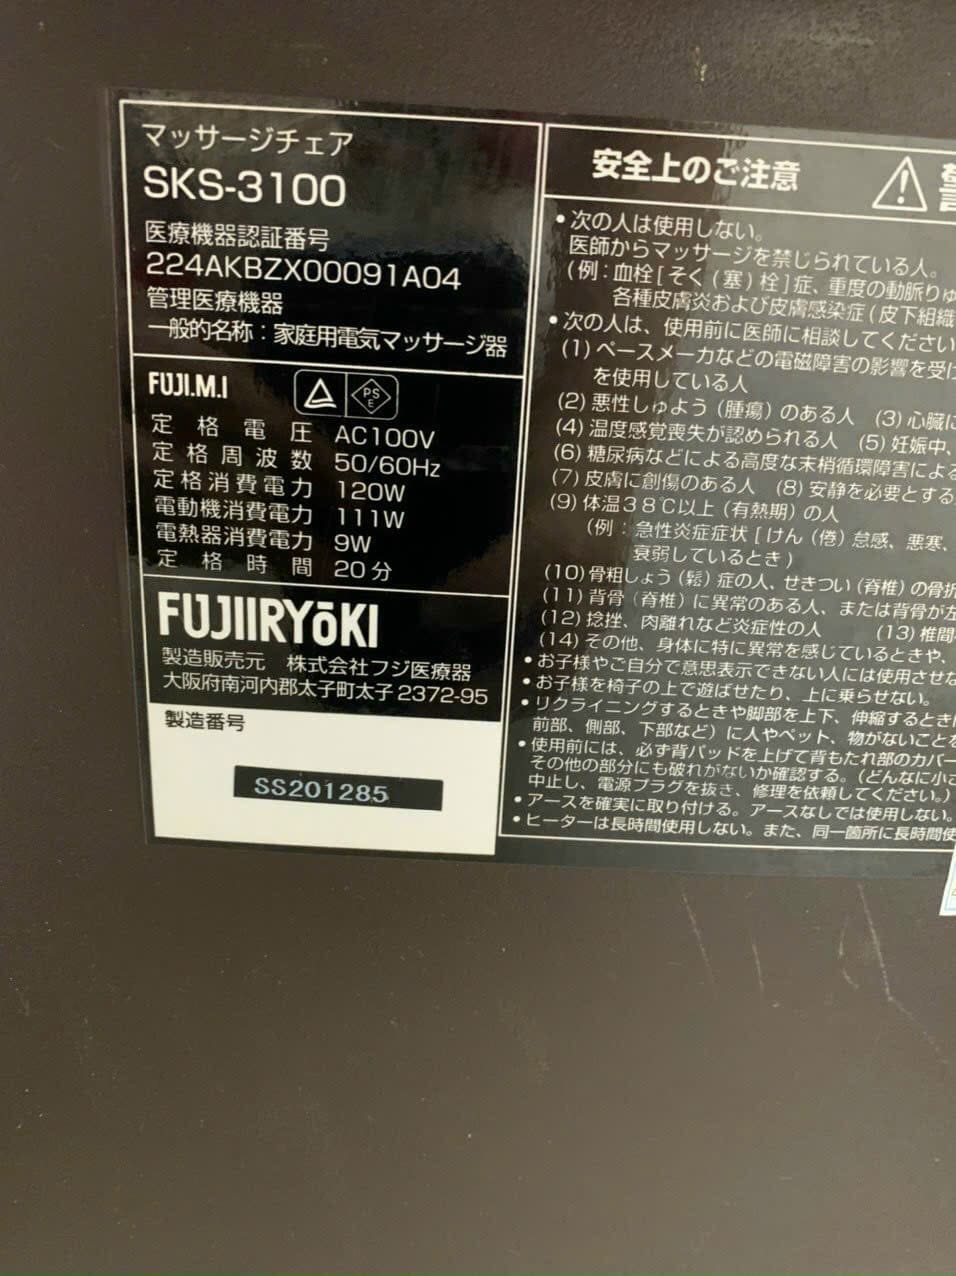 マッサージチェア
SKS-3100
医療機器認証番号
224AKBZX00091A04
管理医療機器
一般的名称：家庭用電気マッサージ器
FUJI.M.I
PS
E
定格電圧 AC100V
定格周波数 50/60Hz
定格消費電力 120W
電動機消費電力 111W
電熱器消費電力 9W
定格時間 20分
FUJIIRYōKI
製造販売元 株式会社フジ医療器
大阪府南河内郡太子町太子2372-95
製造番号
SS201285
安全上のご注意
•次の人は使用しない。
医師からマッサージを禁じられている人。
(例：血栓[そく(塞)栓]症、重度の動脈りゅ
各種皮膚炎および皮膚感染症(皮下組織
•次の人は、使用前に医師に相談してください
(1)ペースメーカなどの電磁障害の影響を受け
を使用している人
(2)悪性しゅよう(腫瘍)のある人 (3)心臓に
(4)温度感覚喪失が認められる人 (5)妊娠中、
(6)糖尿病などによる高度な末梢循環障害による
(7)皮膚に創傷のある人 (8)安静を必要とする
(9)体温38℃以上(有熱期)の人
(例：急性炎症症状[けん(倦)怠感、悪寒、
衰弱しているとき)
(10)骨粗しょう(鬆)症の人、せきつい(脊椎)の骨折
(11)背骨(脊椎)に異常のある人、または背骨が左
(12)捻挫、肉離れなど炎症性の人 (13)椎間
(14)その他、身体に特に異常を感じているときや、
•お子様やご自分で意思表示できない人には使用させな
•お子様を椅子の上で遊ばせたり、上に乗らせない。
•リクライニングするときや脚部を上下、伸縮するときに
前部、側部、下部など)に人やペット、物がないことを
•使用前には、必ず背パッドを上げて背もたれ部のカバー
その他の部分にも破れがないか確認する。(どんなに小さ
中止し、電源プラグを抜き、修理を依頼してください。)
•アースを確実に取り付ける。アースなしでは使用しない。
•ヒーターは長時間使用しない。また、同一箇所に長時間使